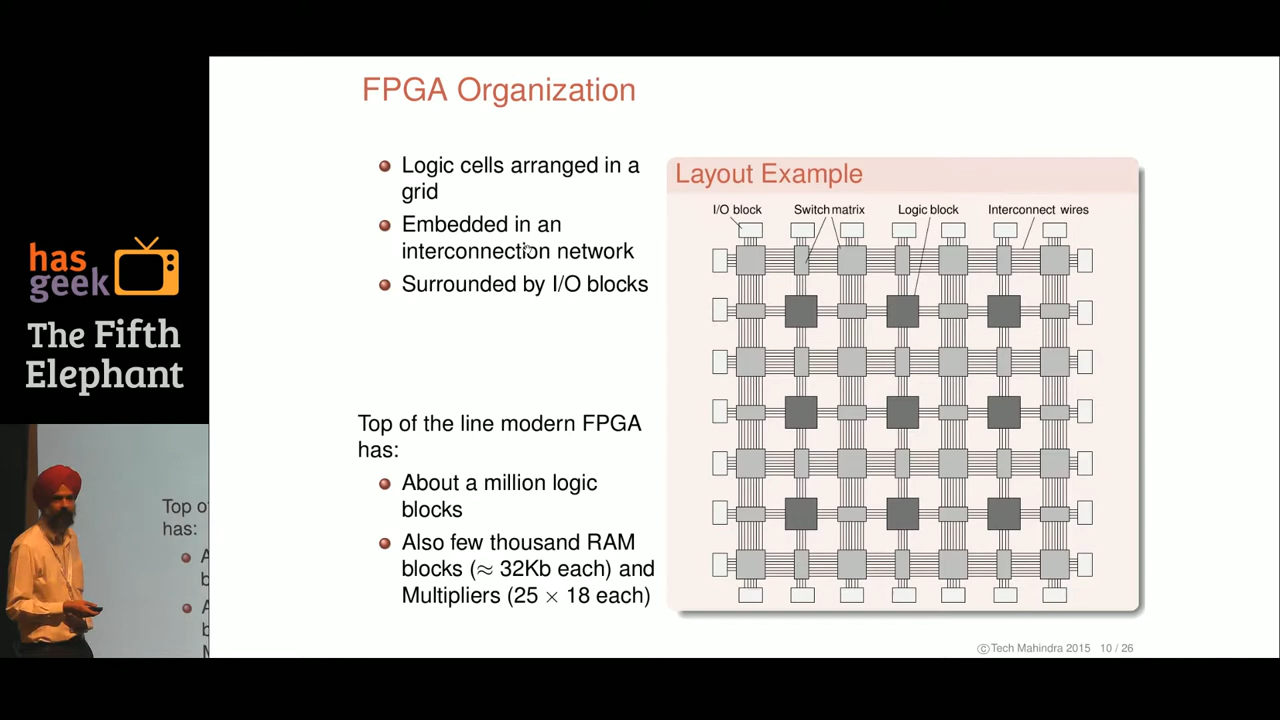 FPGA Organization
Logic cells arranged in a
grid
Embedded in an
interconnection network
Surrounded by I/O blocks
Top of the line modern FPGA
has:
About a million logic
blocks
Also few thousand RAM
blocks (≈ 32Kb each) and
Multipliers (25 × 18 each)
Layout Example
I/O block Switch matrix Logic block Interconnect wires
©Tech Mahindra 2015 10 / 26
has
geek
The Fifth
Elephant
Top of
has: